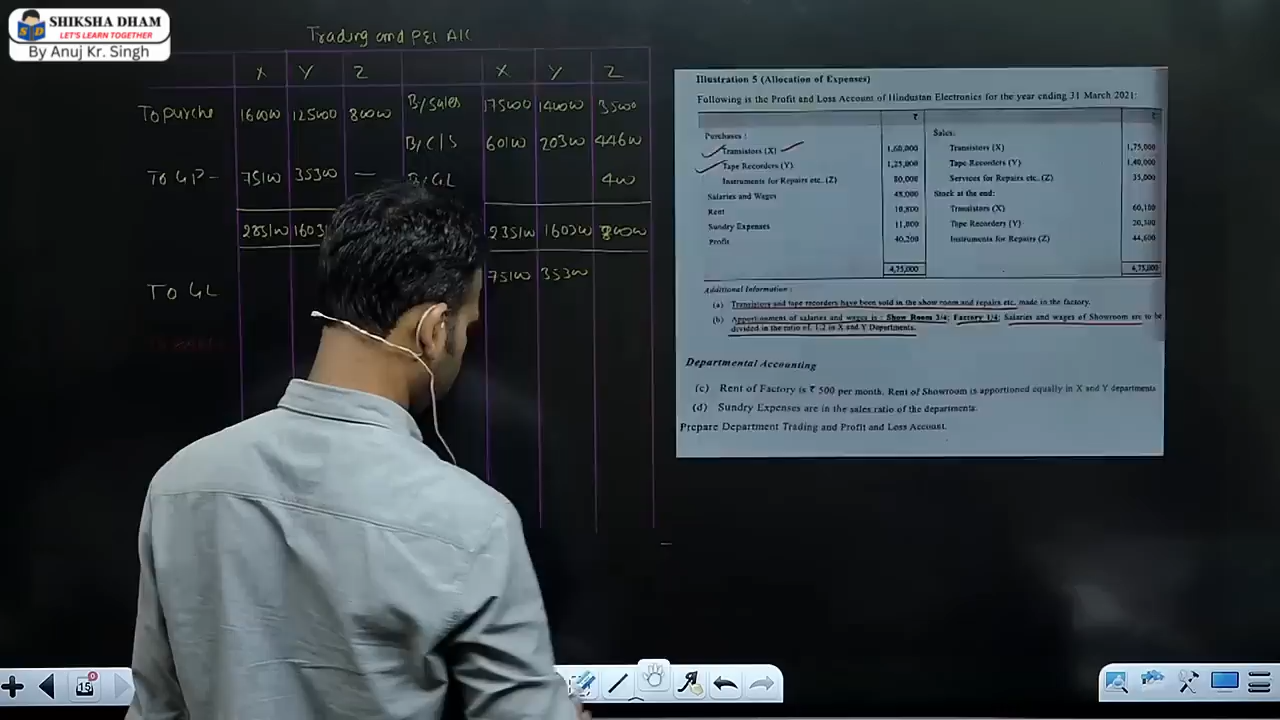 SHIKSHA DHAM
LET'S LEARN TOGETHER
By Anuj Kr. Singh
Trading and P&L A/C
X Y Z X Y Z
To purche 160000 125000 80000 B/Sales 175000 140000 35000
B/C/S 60100 20300 44600
To GP - 75100 35300 — B/GL 400
235100 160300 80000
To GL 75100 35300
Illustration 5 (Allocation of Expenses)
Following is the Profit and Loss Account of Hindustan Electronics for the year ending 31 March 2021:
₹ ₹
Purchases : Sales:
Transistors (X) 1,60,000 Transistors (X) 1,75,000
Tape Recorders (Y) 1,25,000 Tape Recorders (Y) 1,40,000
Instruments for Repairs etc. (Z) 80,000 Services for Repairs etc. (Z) 35,000
Salaries and Wages 48,000 Stock at the end:
Rent 10,800 Transistors (X) 60,100
Sundry Expenses 11,000 Tape Recorders (Y) 20,300
Profit 40,200 Instruments for Repairs (Z) 44,600
4,75,000 4,75,000
Additional Information :
(a) Transistors and tape recorders have been sold in the show room and repairs etc. made in the factory.
(b) Apportionment of salaries and wages is : Show Room 3/4; Factory 1/4; Salaries and wages of Showroom are to be
divided in the ratio of. 1:2 in X and Y Departments.
Departmental Accounting
(c) Rent of Factory is ₹ 500 per month. Rent of Showroom is apportioned equally in X and Y departments
(d) Sundry Expenses are in the sales ratio of the departments.
Prepare Department Trading and Profit and Loss Account.
15